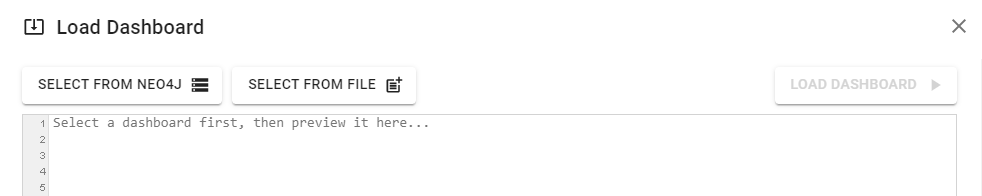 Load Dashboard
SELECT FROM NEO4J
SELECT FROM FILE
LOAD DASHBOARD
1 Select a dashboard first, then preview it here...
2
3
4
5